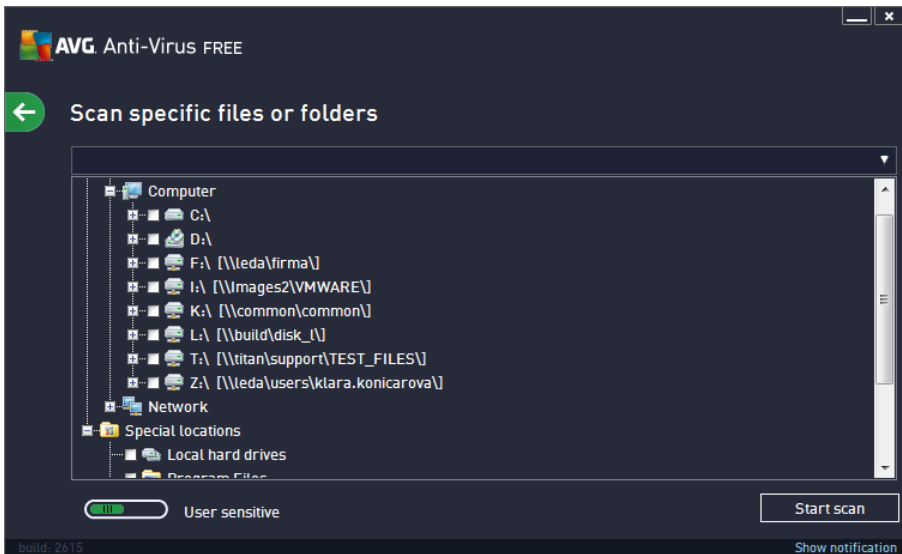 AVG. Anti-Virus FREE
Scan specific files or folders
Computer
C:\
D:\
F:\ [\\leda\firma\]
I:\ [\\Images2\VMWARE\]
K:\ [\\common\common\]
L:\ [\\build\disk_l\]
T:\ [\\titan\support\TEST_FILES\]
Z:\ [\\leda\users\klara.konicarova\]
Network
Special locations
Local hard drives
Program Files
User sensitive
Start scan
build: 2615
Show notification